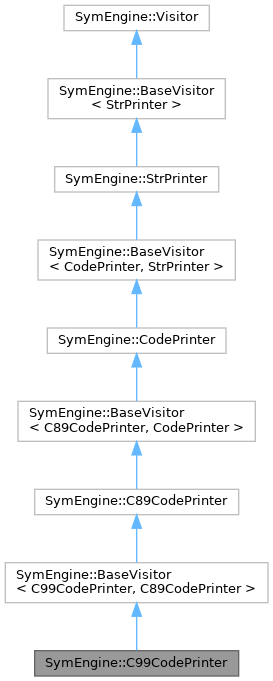 SymEngine::Visitor
SymEngine::BaseVisitor
< StrPrinter >
SymEngine::StrPrinter
SymEngine::BaseVisitor
< CodePrinter, StrPrinter >
SymEngine::CodePrinter
SymEngine::BaseVisitor
< C89CodePrinter, CodePrinter >
SymEngine::C89CodePrinter
SymEngine::BaseVisitor
< C99CodePrinter, C89CodePrinter >
SymEngine::C99CodePrinter